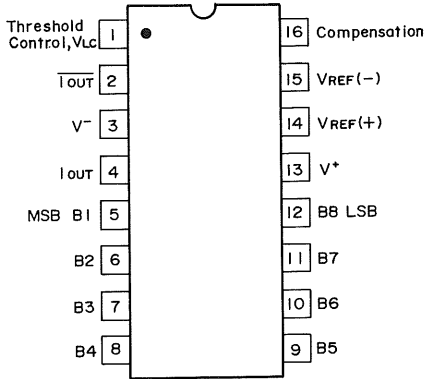 Threshold
Control, VLC 1
16 Compensation
IOUT 2
15 VREF(-)
V- 3
14 VREF(+)
IOUT 4
13 V+
MSB B1 5
12 B8 LSB
B2 6
11 B7
B3 7
10 B6
B4 8
9 B5